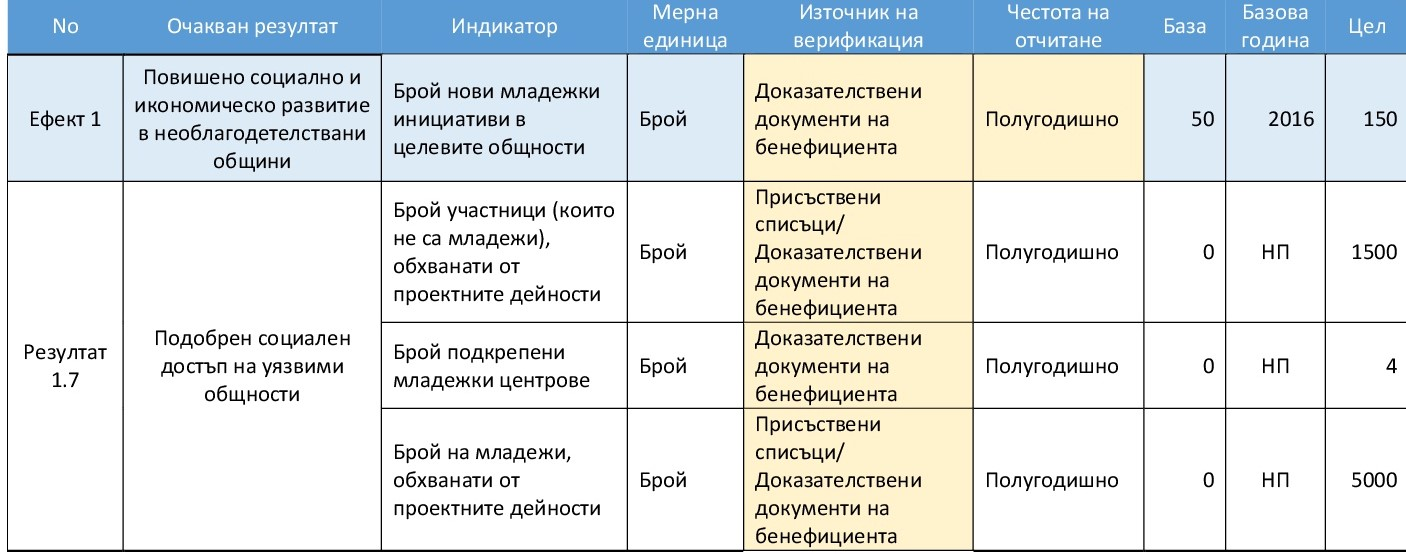 No
Очакван резултат
Индикатор
Мерна
единица
Източник на
верификация
Честота на
отчитане
База
Базова
година
Цел
Ефект 1
Повишено социално и
икономическо развитие
в необлагодетелствани
общини
Брой нови младежки
инициативи в
целевите общности
Брой
Доказателствени
документи на
бенефициента
Полугодишно
50
2016
150
Резултат
1.7
Подобрен социален
достъп на уязвими
общности
Брой участници (които
не са младежи),
обхванати от
проектните дейности
Брой
Присъствени
списъци/
Доказателствени
документи на
бенефициента
Полугодишно
0
НП
1500
Брой подкрепени
младежки центрове
Брой
Доказателствени
документи на
бенефициента
Полугодишно
0
НП
4
Брой на младежи,
обхванати от
проектните дейности
Брой
Присъствени
списъци/
Доказателствени
документи на
бенефициента
Полугодишно
0
НП
5000